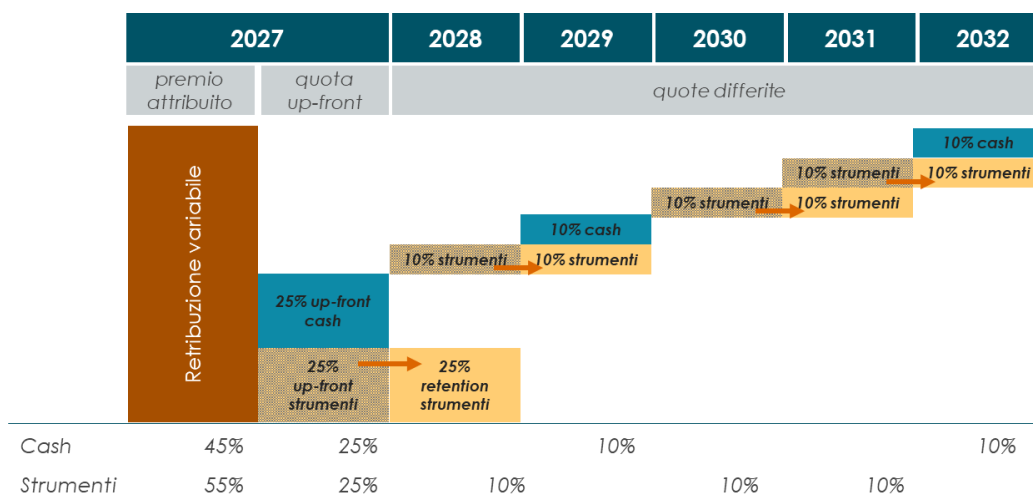 2027 2028 2029 2030 2031 2032
premio attribuito
quota up-front
quote differite
Retribuzione variabile
10% cash
10% strumenti
10% strumenti
10% strumenti
10% strumenti
10% cash
10% strumenti
10% strumenti
25% up-front
cash
25%
up-front
strumenti
25%
retention
strumenti
Cash 45% 25% 10% 10%
Strumenti 55% 25% 10% 10% 10%